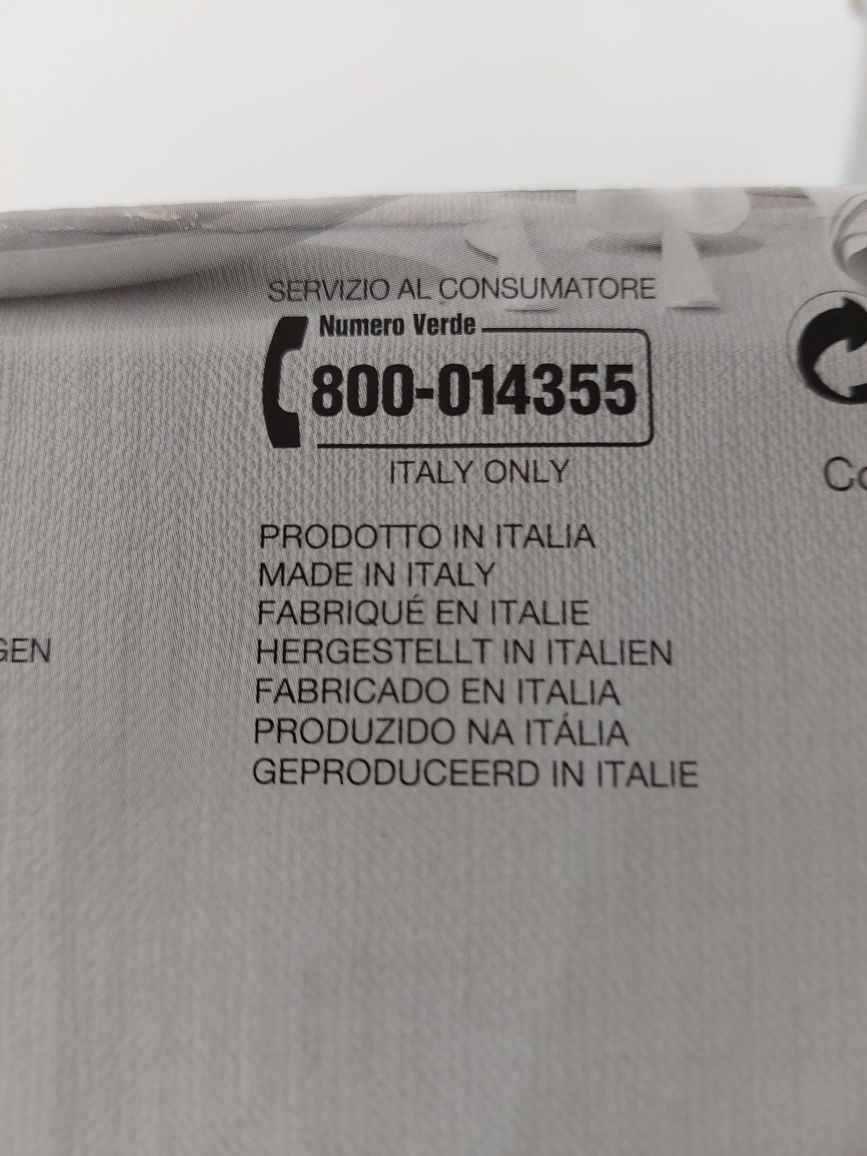 SERVIZIO AL CONSUMATORE
Numero Verde
800-014355
ITALY ONLY
PRODOTTO IN ITALIA
MADE IN ITALY
FABRIQUÉ EN ITALIE
HERGESTELLT IN ITALIEN
FABRICADO EN ITALIA
PRODUZIDO NA ITÁLIA
GEPRODUCEERD IN ITALIE